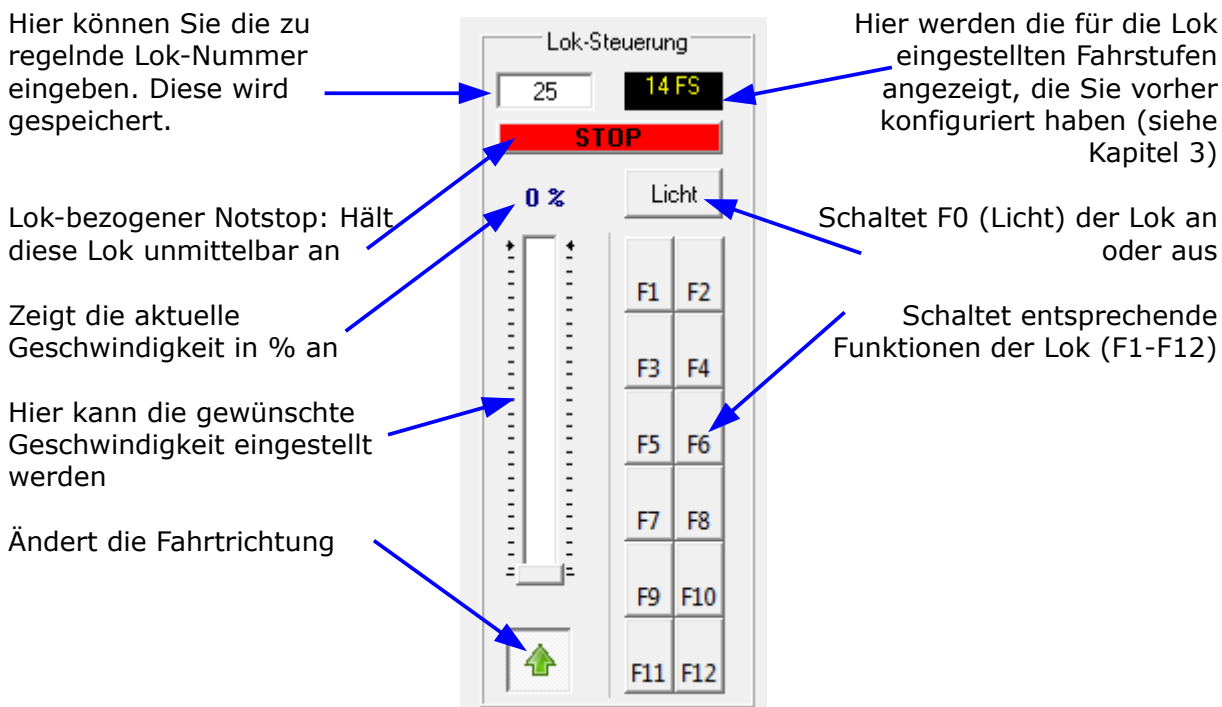 Hier können Sie die zu
regelnde Lok-Nummer
eingeben. Diese wird
gespeichert.
Lok-bezogener Notstop: Hält
diese Lok unmittelbar an
Zeigt die aktuelle
Geschwindigkeit in % an
Hier kann die gewünschte
Geschwindigkeit eingestellt
werden
Ändert die Fahrtrichtung
Lok-Steuerung
25 14 FS
STOP
0 % Licht
F1 F2
F3 F4
F5 F6
F7 F8
F9 F10
F11 F12
Hier werden die für die Lok
eingestellten Fahrstufen
angezeigt, die Sie vorher
konfiguriert haben (siehe
Kapitel 3)
Schaltet F0 (Licht) der Lok an
oder aus
Schaltet entsprechende
Funktionen der Lok (F1-F12)